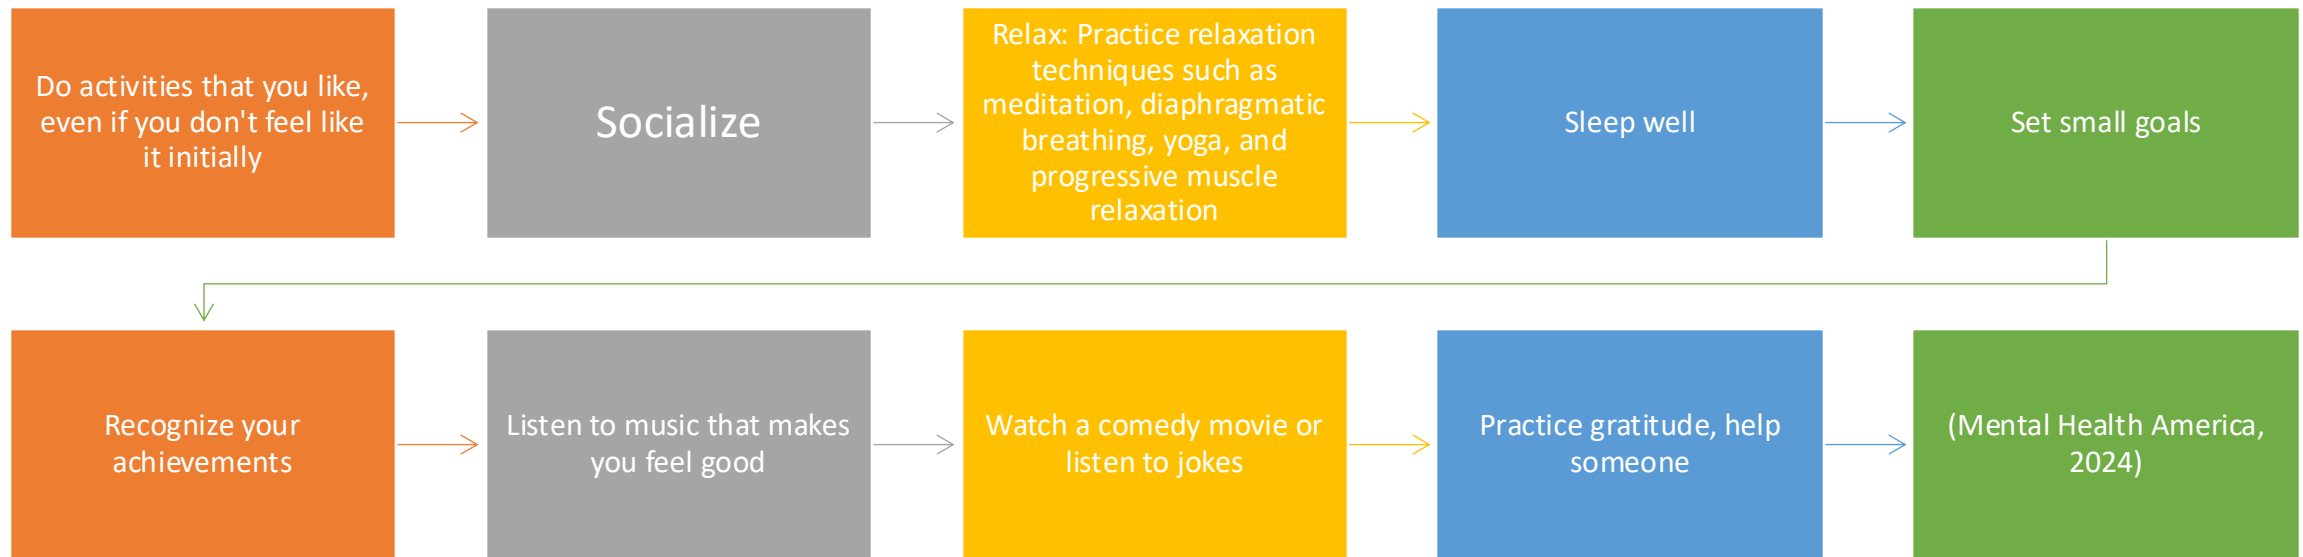 Do activities that you like,
even if you don't feel like
it initially
Socialize
Relax: Practice relaxation
techniques such as
meditation, diaphragmatic
breathing, yoga, and
progressive muscle
relaxation
Sleep well
Set small goals
Recognize your
achievements
Listen to music that makes
you feel good
Watch a comedy movie or
listen to jokes
Practice gratitude, help
someone
(Mental Health America,
2024)